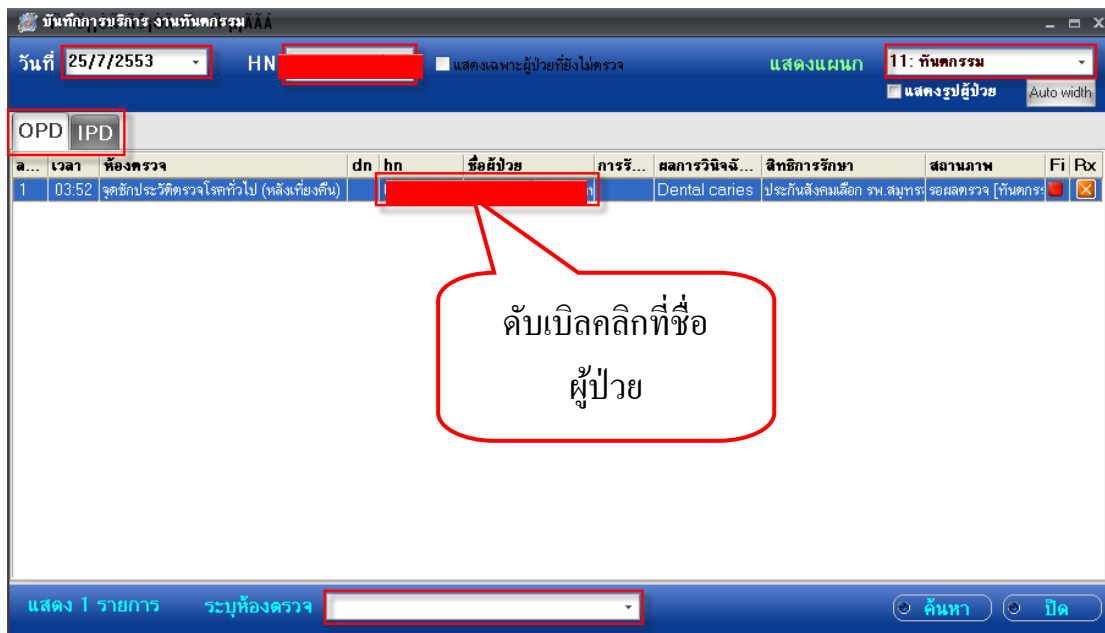 บันทึกการบริการ งานทันตกรรม
วันที่ 25/7/2553 HN แสดงเฉพาะผู้ป่วยที่ยังไม่ตรวจ แสดงแผนก 11: ทันตกรรม
แสดงรูปผู้ป่วย Auto width
OPD IPD
ล... เวลา ห้องตรวจ dn hn ชื่อผู้ป่วย การรั... ผลการวินิจฉั... สิทธิการรักษา สถานภาพ Fi Rx
1 03:52 จุดซักประวัติตรวจโรคทั่วไป (หลังเที่ยงคืน) Dental caries ประกันสังคมเลือก รพ.สมุทร รอผลตรวจ [ทันตกร
ดับเบิลคลิกที่ชื่อ
ผู้ป่วย
แสดง 1 รายการ ระบุห้องตรวจ ค้นหา ปิด